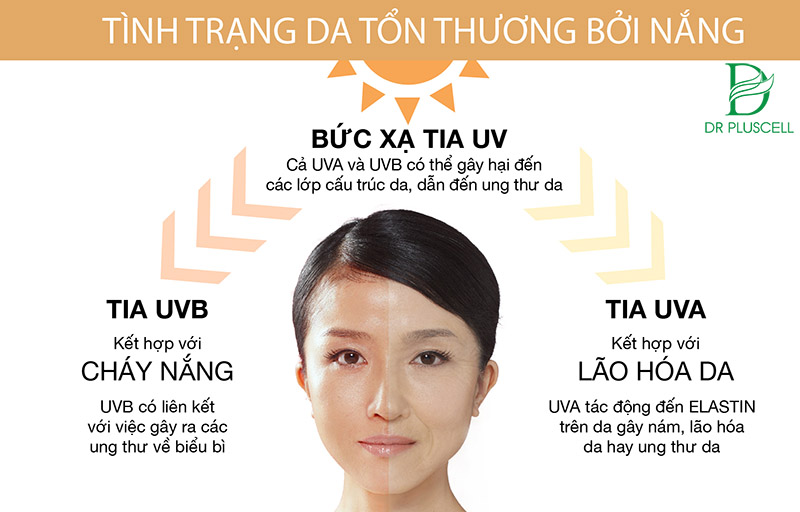 TÌNH TRẠNG DA TỔN THƯƠNG BỞI NẮNG
DR PLUSCELL
BỨC XẠ TIA UV
Cả UVA và UVB có thể gây hại đến
các lớp cấu trúc da, dẫn đến ung thư da
TIA UVB
Kết hợp với
CHÁY NẮNG
UVB có liên kết
với việc gây ra các
ung thư về biểu bì
TIA UVA
Kết hợp với
LÃO HÓA DA
UVA tác động đến ELASTIN
trên da gây nám, lão hóa
da hay ung thư da